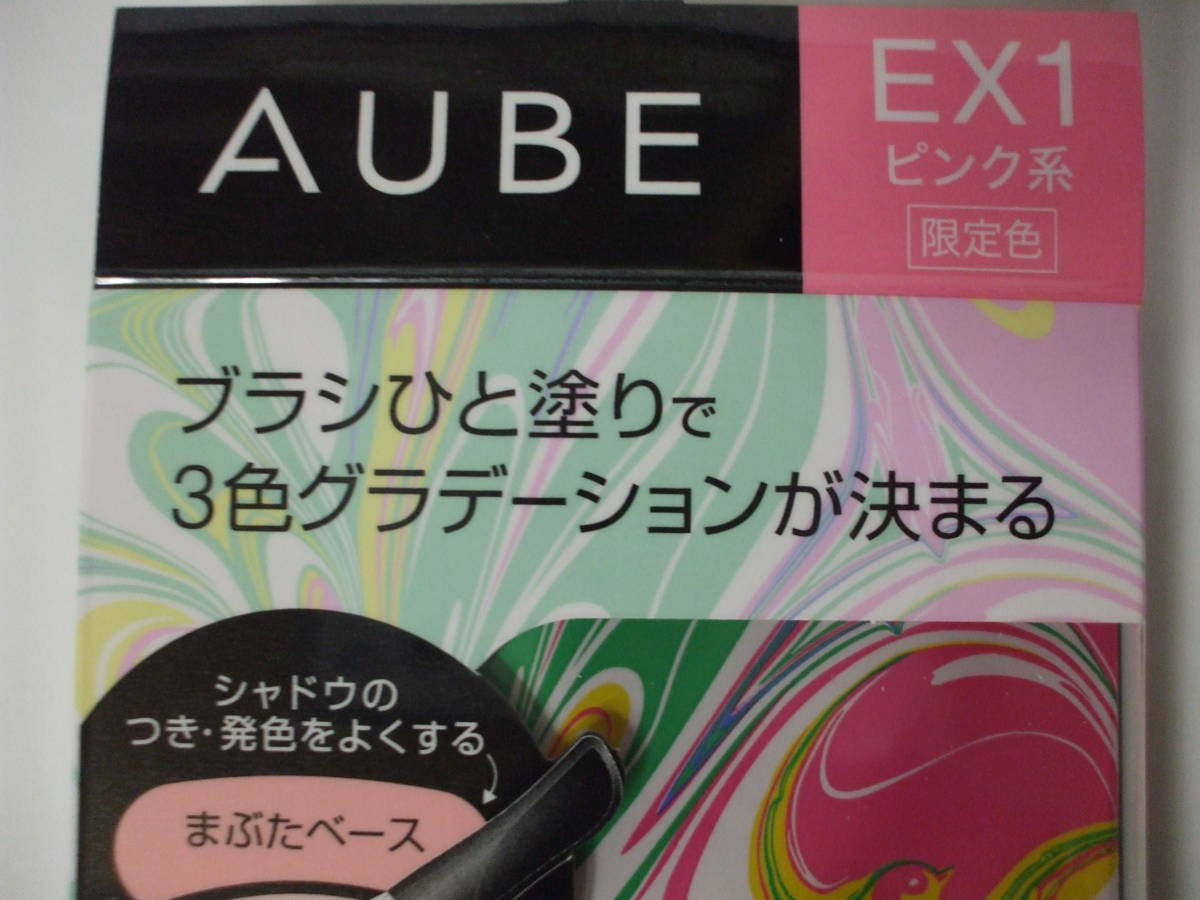 AUBE
EX1
ピンク系
限定色
ブラシひと塗りで
3色グラデーションが決まる
シャドウの
つき・発色をよくする
まぶたベース